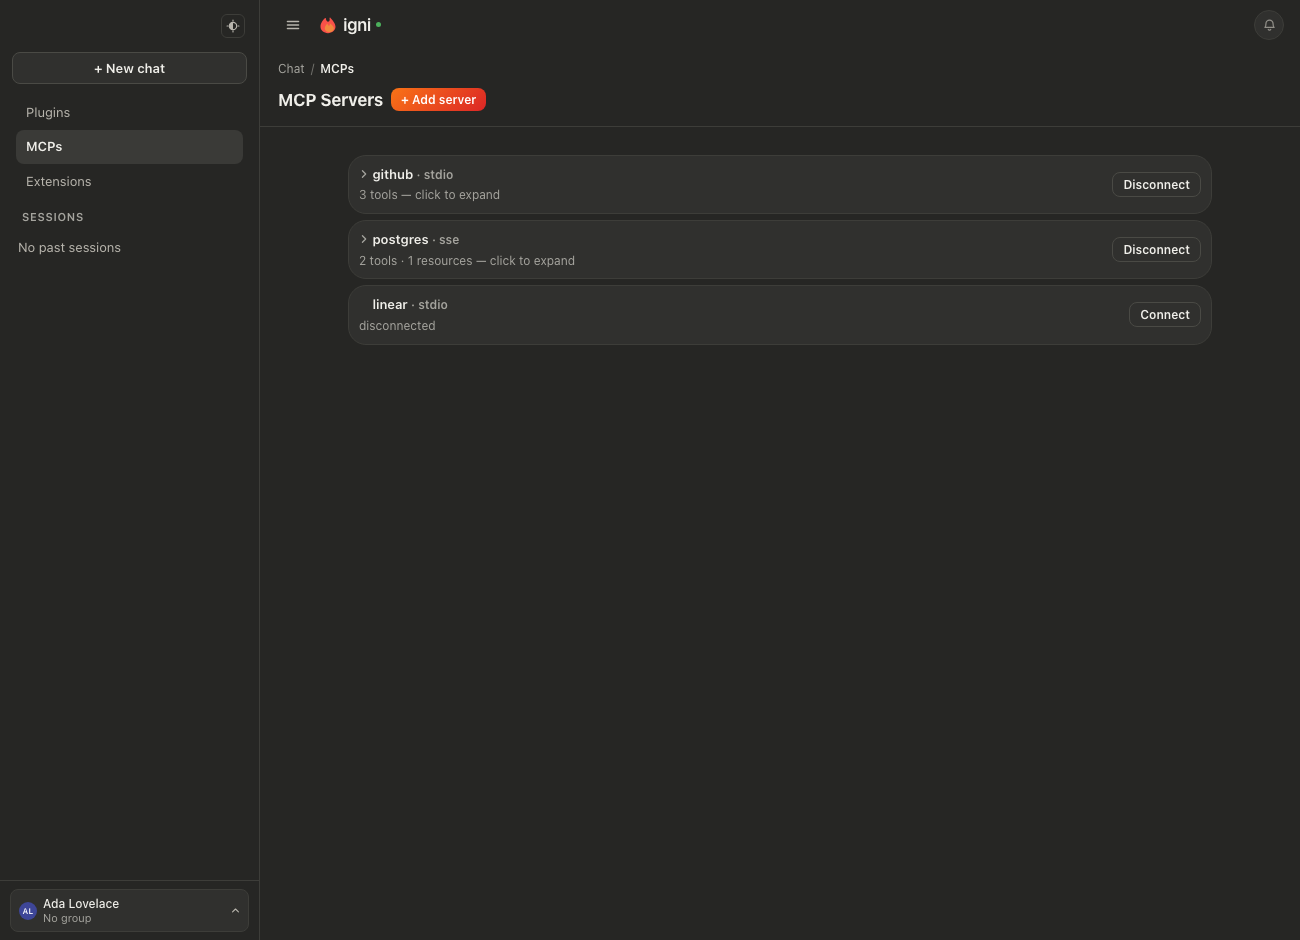 + New chat
Plugins
MCPs
Extensions
SESSIONS
No past sessions
AL
Ada Lovelace
No group
igni
Chat / MCPs
MCP Servers
+ Add server
github · stdio
3 tools — click to expand
Disconnect
postgres · sse
2 tools · 1 resources — click to expand
Disconnect
linear · stdio
disconnected
Connect